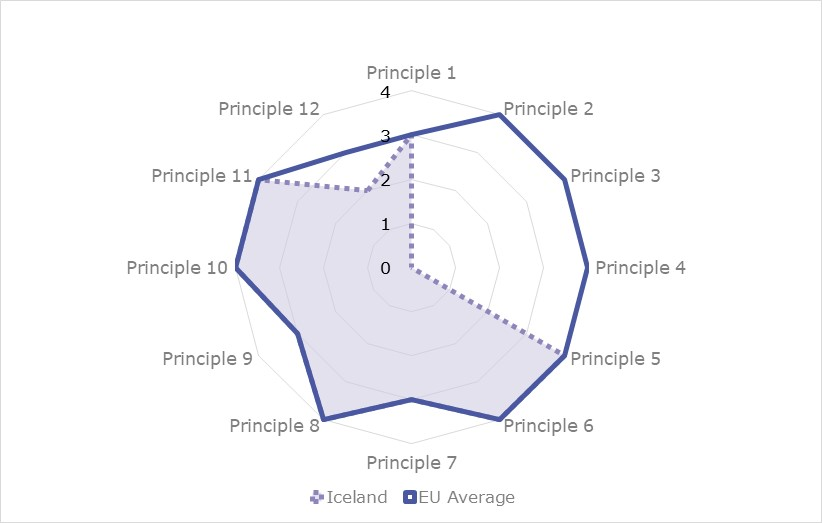 Principle 1
Principle 2
Principle 3
Principle 4
Principle 5
Principle 6
Principle 7
Principle 8
Principle 9
Principle 10
Principle 11
Principle 12
4
3
2
1
0
Iceland
EU Average